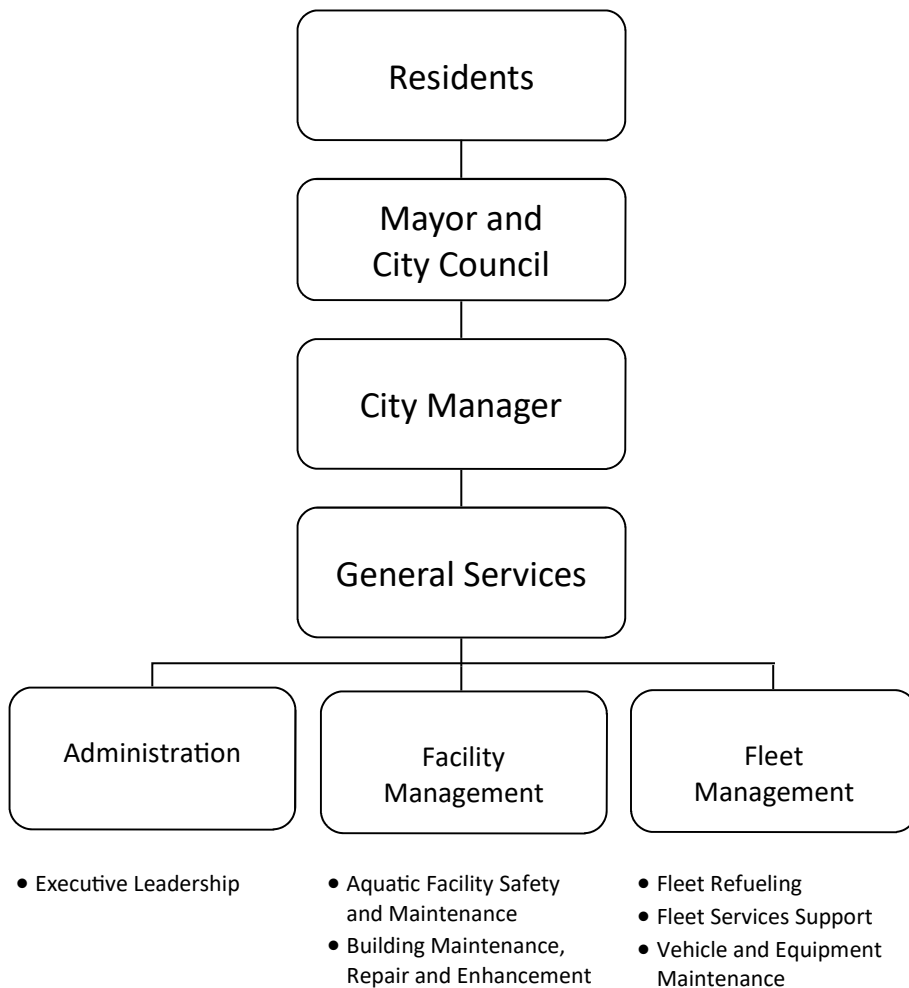 Residents
Mayor and
City Council
City Manager
General Services
Administration
Facility
Management
Fleet
Management
• Executive Leadership
• Aquatic Facility Safety
and Maintenance
• Building Maintenance,
Repair and Enhancement
• Fleet Refueling
• Fleet Services Support
• Vehicle and Equipment
Maintenance